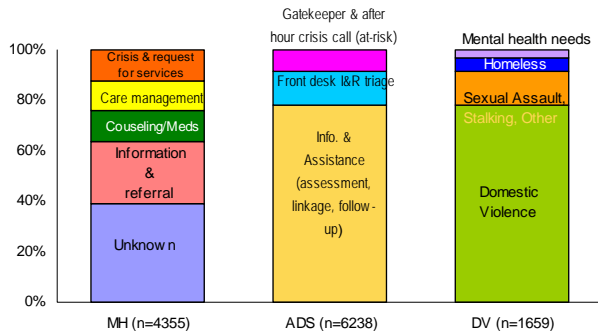 Gatekeeper & after
hour crisis call (at-risk)
Mental health needs
100%
80%
60%
40%
20%
0%
Crisis & request
for services
Care management
Couseling/Meds
Information
&
referral
Unknown
Front desk I&R triage
Info. &
Assistance
(assessment,
linkage, follow-
up)
Homeless
Sexual Assault,
Stalking, Other
Domestic
Violence
MH (n=4355)
ADS (n=6238)
DV (n=1659)